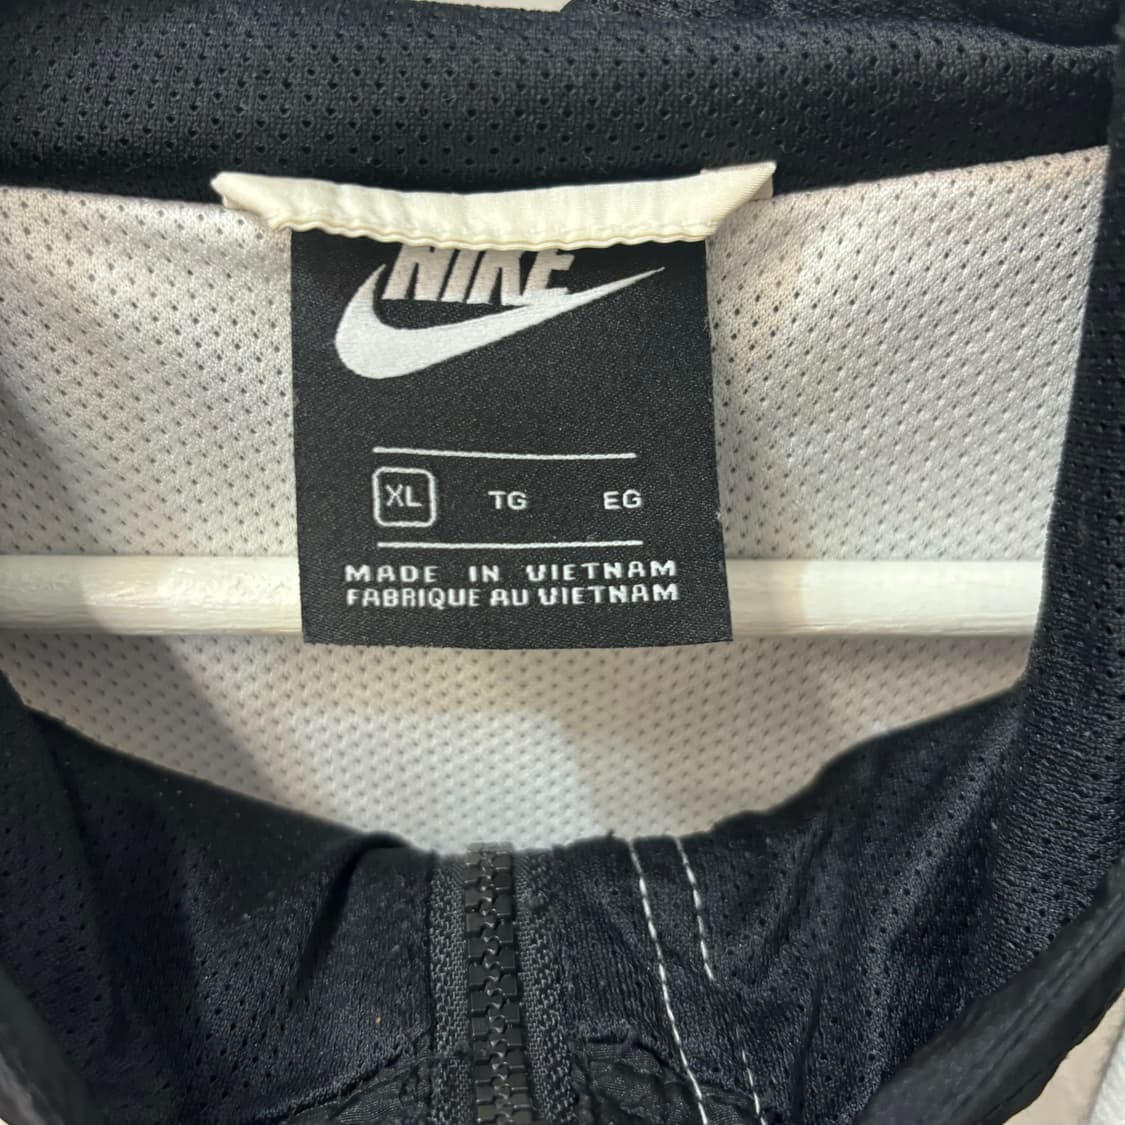 NIKE
XL TG EG
MADE IN VIETNAM
FABRIQUE AU VIETNAM